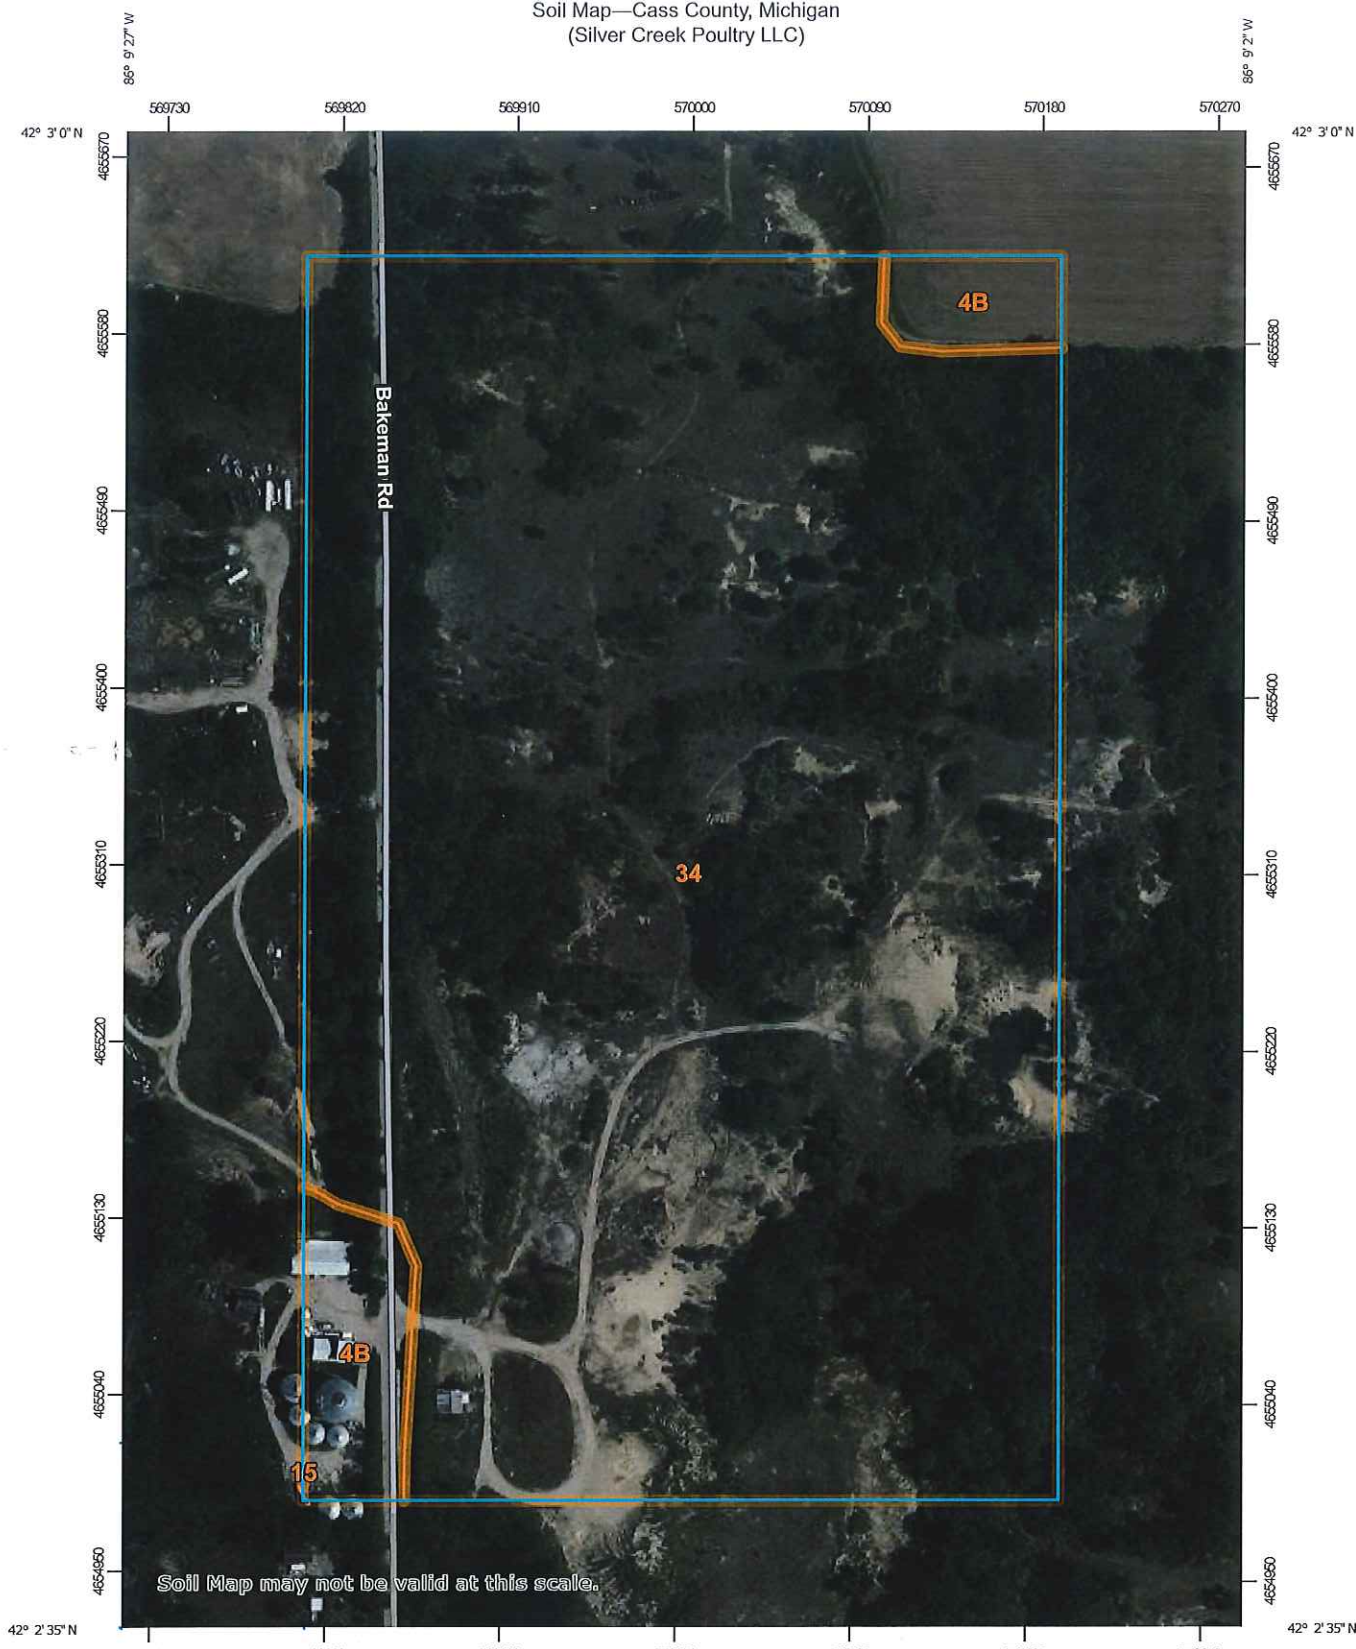 Soil Map—Cass County, Michigan
(Silver Creek Poultry LLC)
86° 9' 27" W
86° 9' 2" W
569730 569820 569910 570000 570090 570180 570270
42° 3' 0" N
42° 3' 0" N
4655670
4655670
4B
4655580
4655580
Bakeman Rd
4655490
4655490
4655400
4655400
34
4655310
4655310
4655220
4655220
4655130
4655130
4B
4655040
4655040
15
4654950
4654950
Soil Map may not be valid at this scale.
42° 2' 35" N
42° 2' 35" N